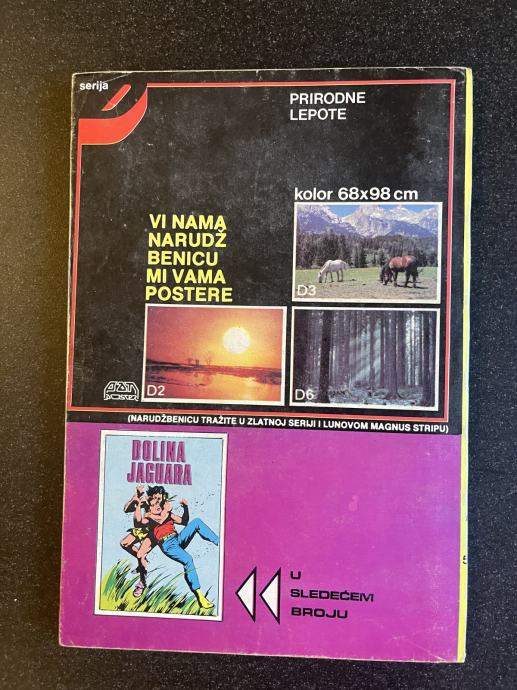 serija
PRIRODNE
LEPOTE
kolor 68x98 cm
VI NAMA
NARUDŽ
BENICU
MI VAMA
POSTERE
D3
D2
D6
(NARUDŽBENICU TRAŽITE U ZLATNOJ SERIJI I LUNOVOM MAGNUS STRIPU)
DOLINA
JAGUARA
U
SLEDEĆEM
BROJU